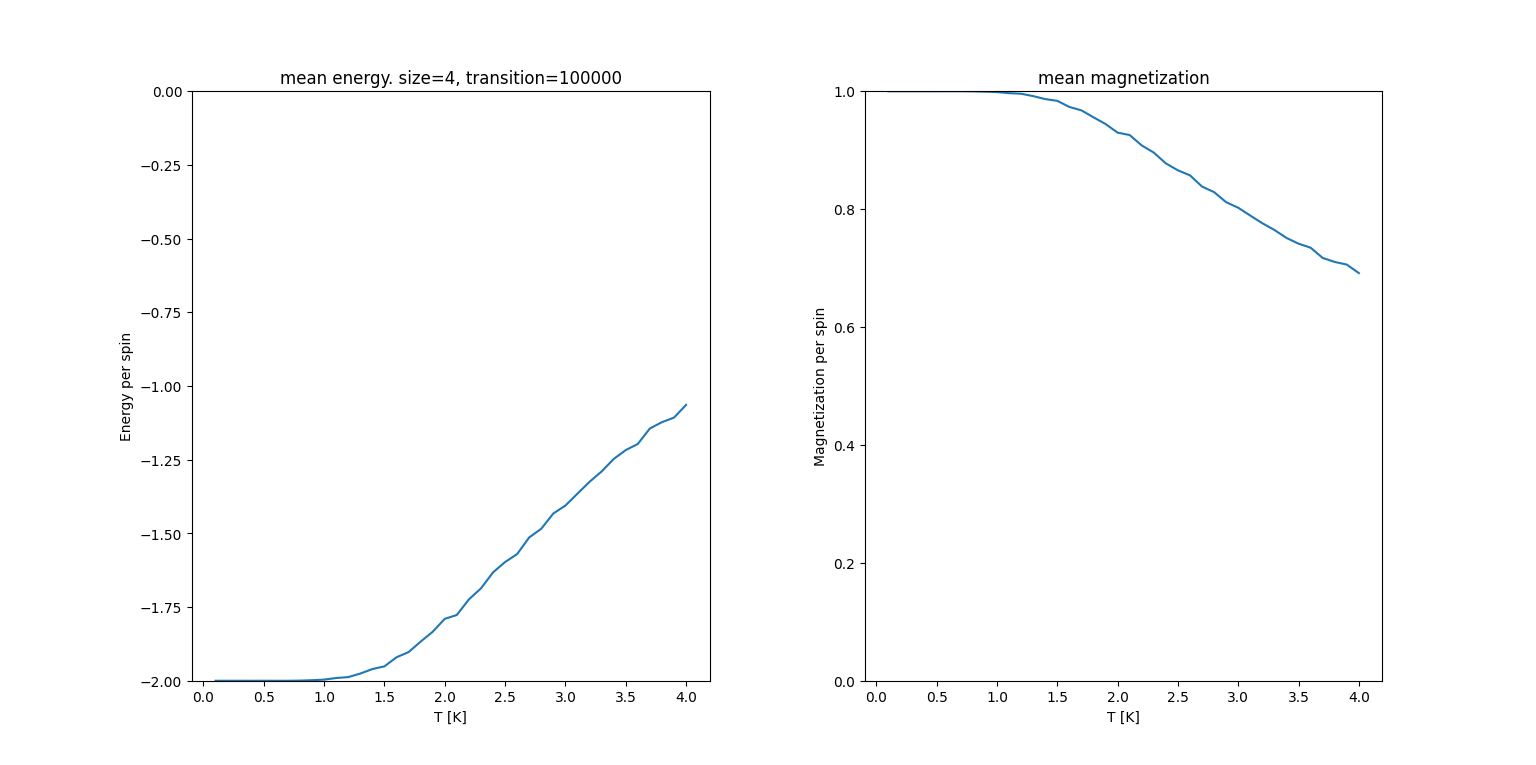 mean energy. size=4, transition=100000
Energy per spin
0.00
−0.25
−0.50
−0.75
−1.00
−1.25
−1.50
−1.75
−2.00
0.0 0.5 1.0 1.5 2.0 2.5 3.0 3.5 4.0
T [K]
mean magnetization
Magnetization per spin
1.0
0.8
0.6
0.4
0.2
0.0
0.0 0.5 1.0 1.5 2.0 2.5 3.0 3.5 4.0
T [K]